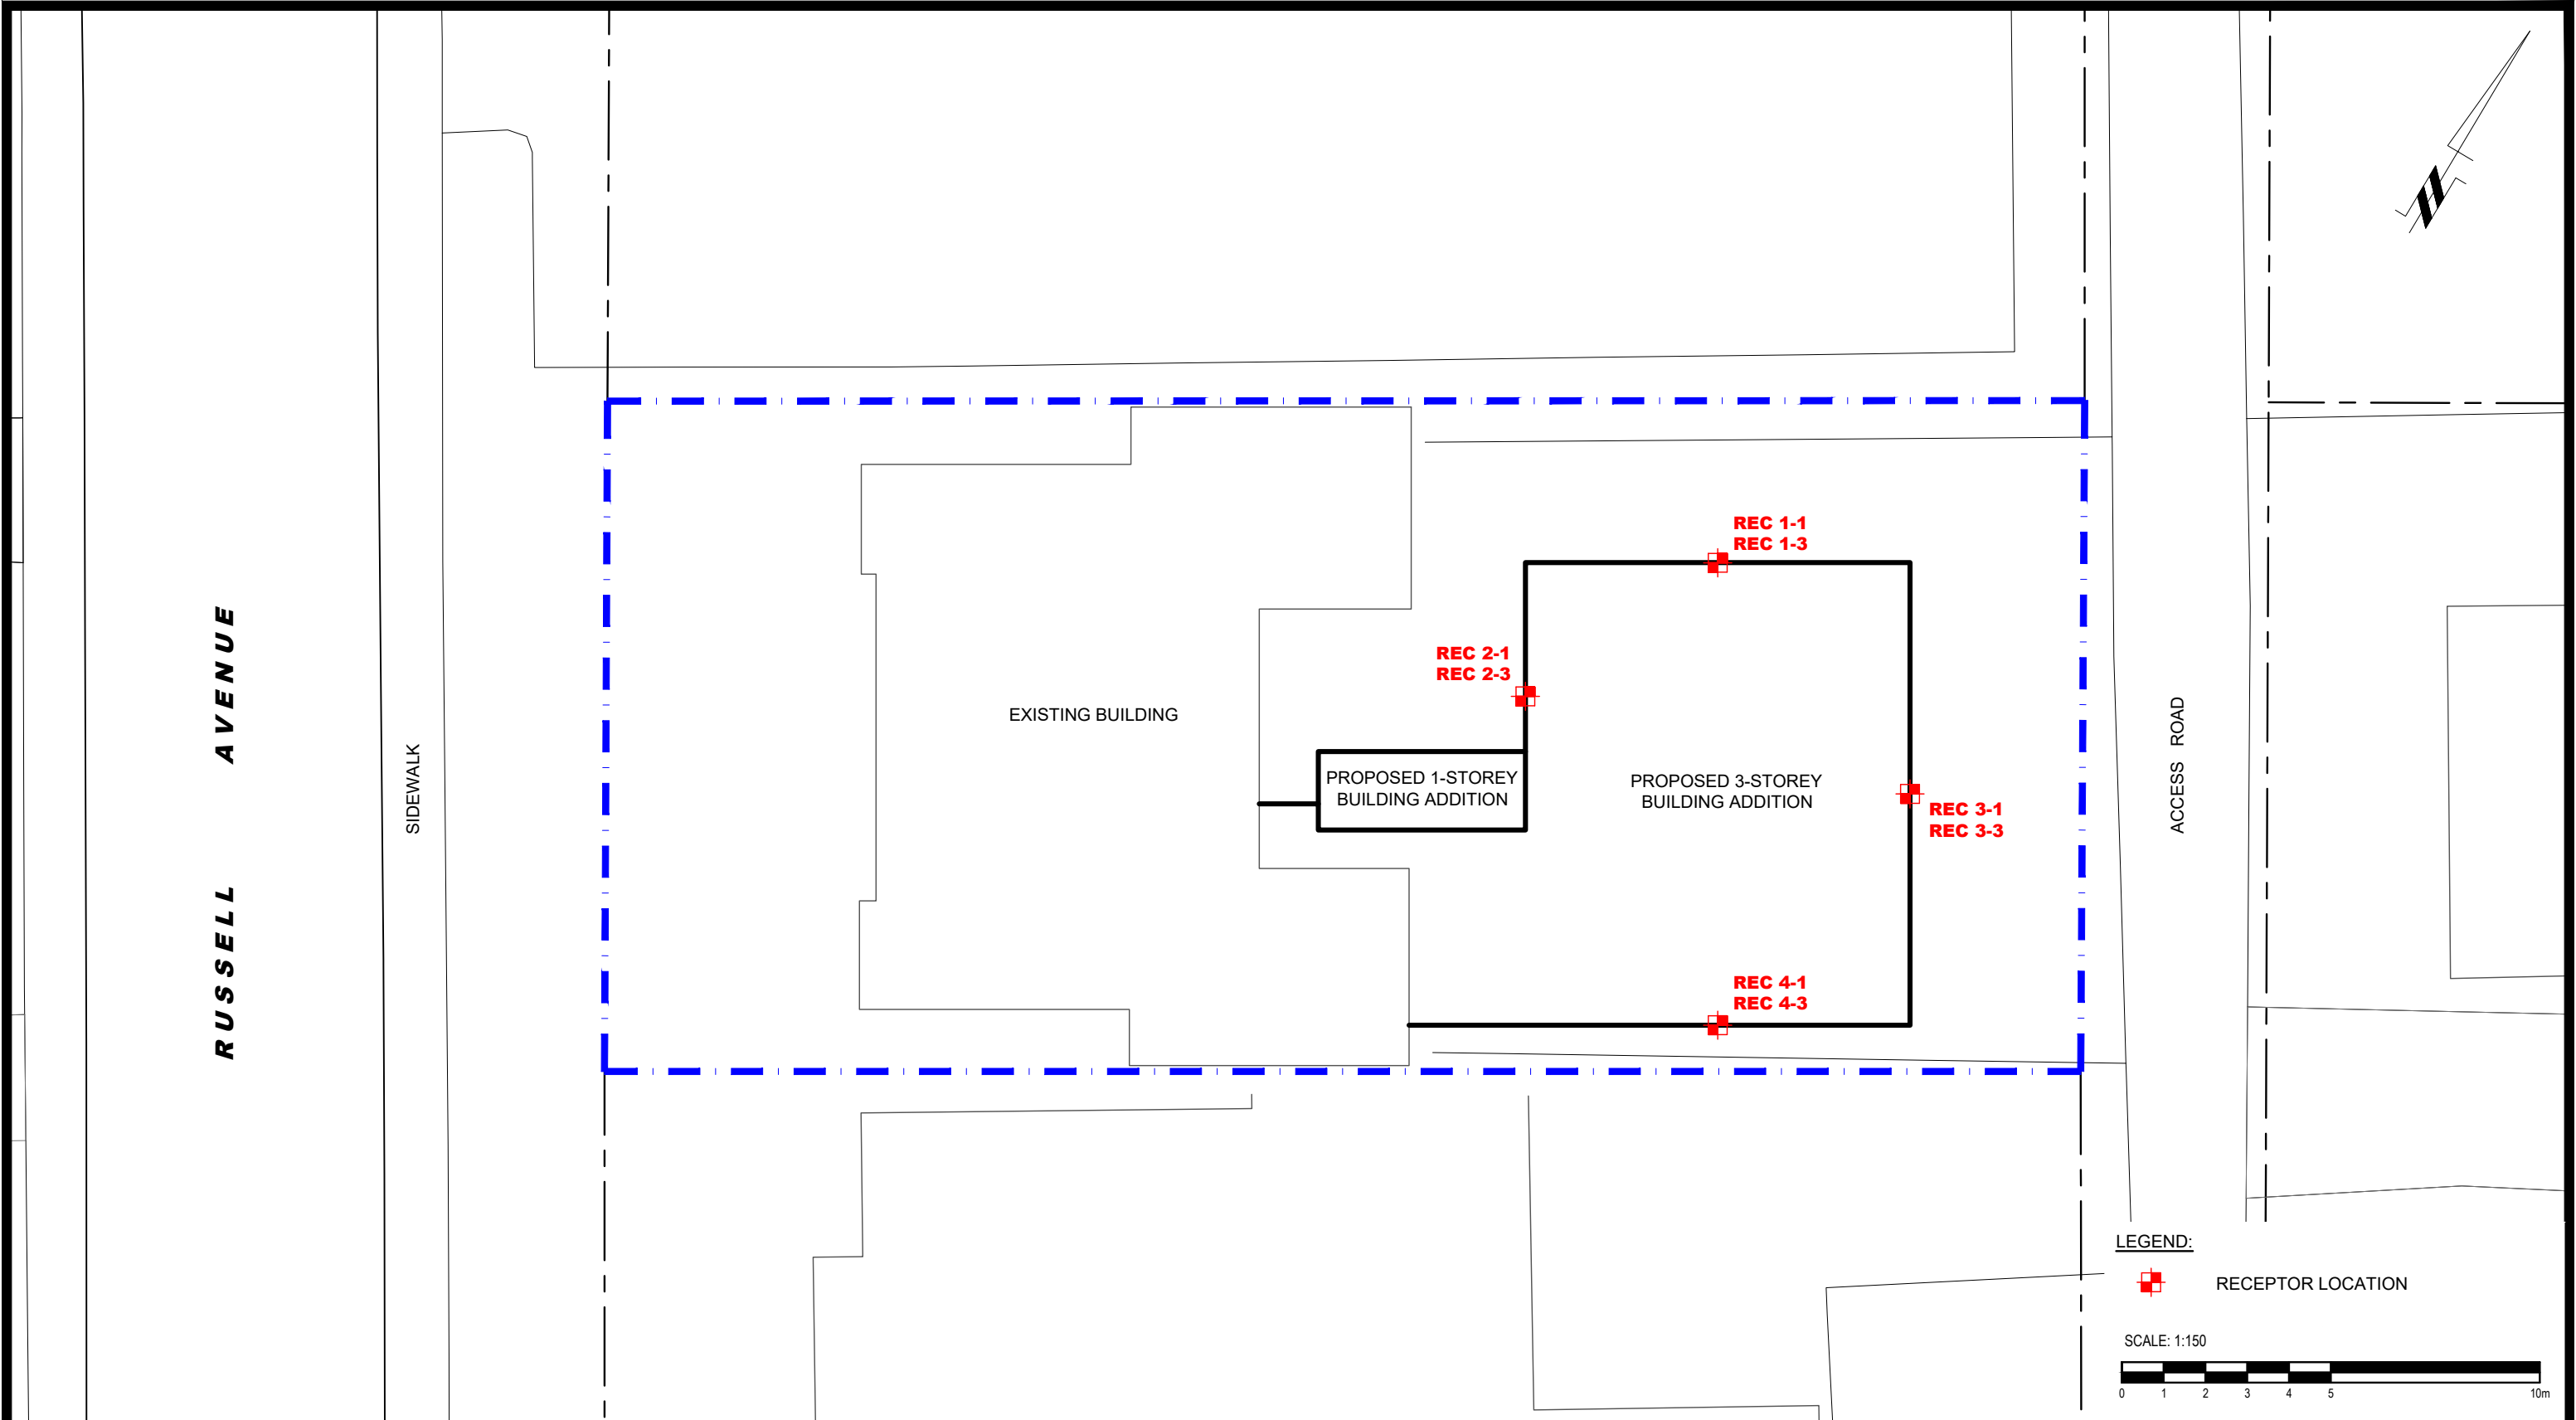 REC 1-1
REC 1-3
REC 2-1
REC 2-3
EXISTING BUILDING
PROPOSED 1-STOREY
BUILDING ADDITION
PROPOSED 3-STOREY
BUILDING ADDITION
REC 3-1
REC 3-3
REC 4-1
REC 4-3
RUSSELL AVENUE
SIDEWALK
ACCESS ROAD
N
LEGEND:
RECEPTOR LOCATION
SCALE: 1:150
0 1 2 3 4 5 10m